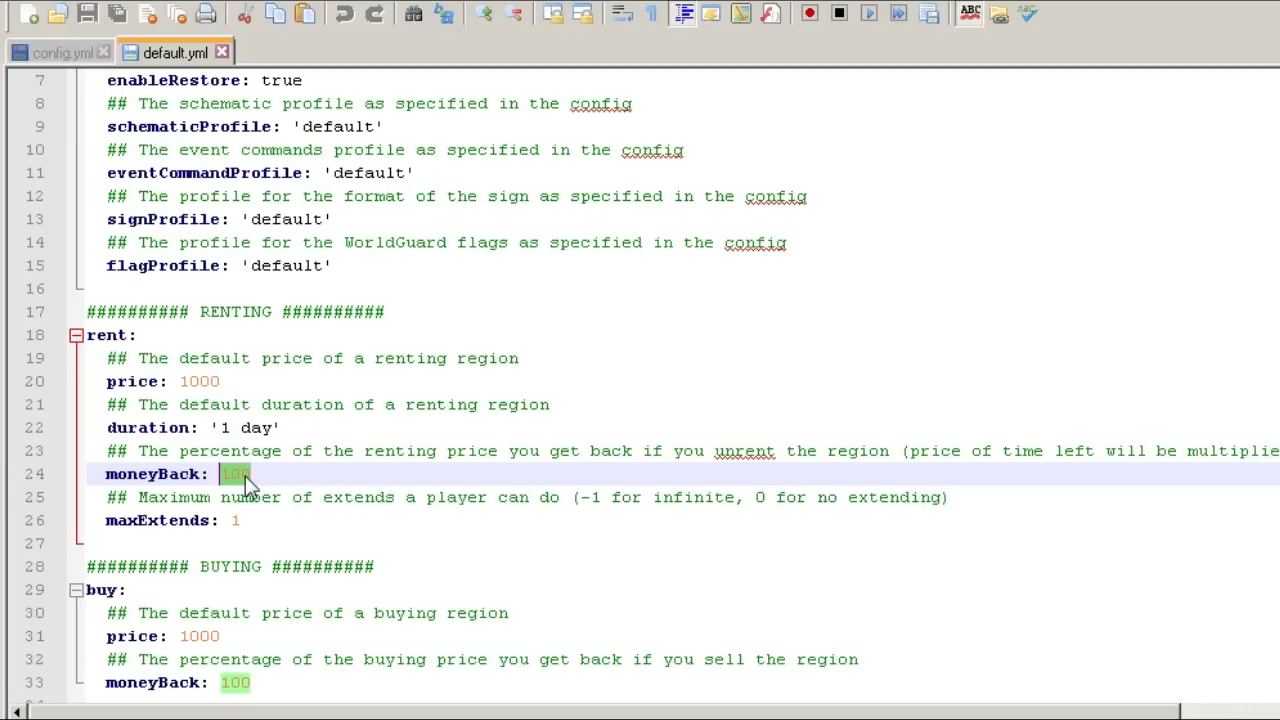 ABC
config.yml
default.yml
7 enableRestore: true
8 ## The schematic profile as specified in the config
9 schematicProfile: 'default'
10 ## The event commands profile as specified in the config
11 eventCommandProfile: 'default'
12 ## The profile for the format of the sign as specified in the config
13 signProfile: 'default'
14 ## The profile for the WorldGuard flags as specified in the config
15 flagProfile: 'default'
16
17 ########## RENTING ##########
18 rent:
19 ## The default price of a renting region
20 price: 1000
21 ## The default duration of a renting region
22 duration: '1 day'
23 ## The percentage of the renting price you get back if you unrent the region (price of time left will be multiplie
24 moneyBack: 100
25 ## Maximum number of extends a player can do (-1 for infinite, 0 for no extending)
26 maxExtends: 1
27
28 ########## BUYING ##########
29 buy:
30 ## The default price of a buying region
31 price: 1000
32 ## The percentage of the buying price you get back if you sell the region
33 moneyBack: 100